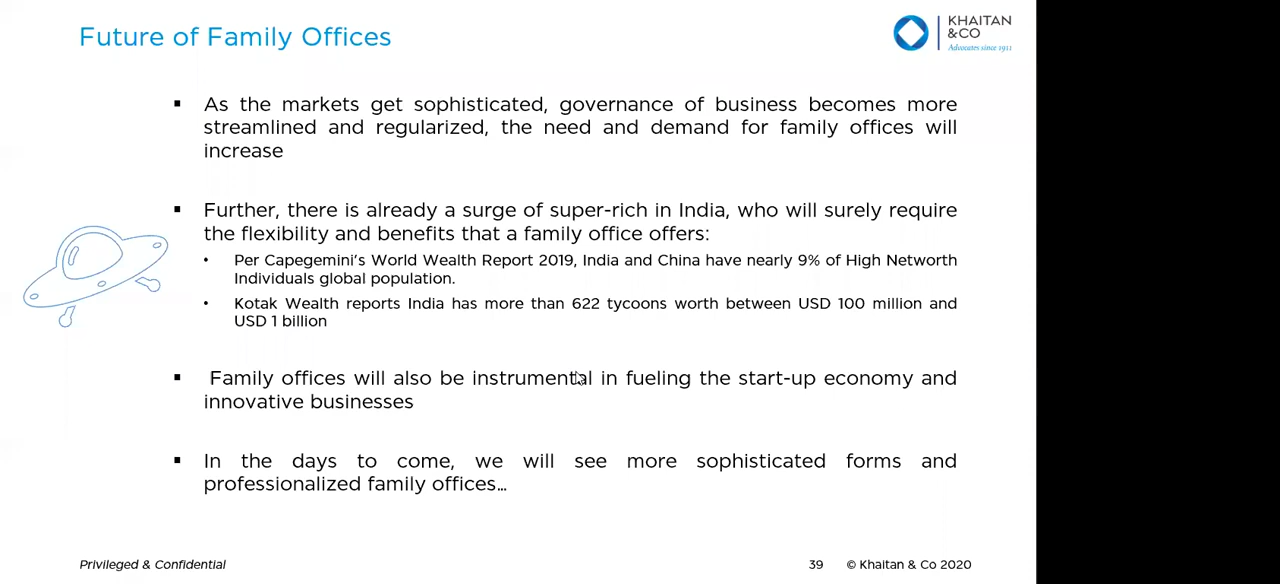 Future of Family Offices
KHAITAN
&CO
Advocates since 1911
▪ As the markets get sophisticated, governance of business becomes more
streamlined and regularized, the need and demand for family offices will
increase
▪ Further, there is already a surge of super-rich in India, who will surely require
the flexibility and benefits that a family office offers:
• Per Capegemini's World Wealth Report 2019, India and China have nearly 9% of High Networth
Individuals global population.
• Kotak Wealth reports India has more than 622 tycoons worth between USD 100 million and
USD 1 billion
▪ Family offices will also be instrumental in fueling the start-up economy and
innovative businesses
▪ In the days to come, we will see more sophisticated forms and
professionalized family offices…
Privileged & Confidential
39 © Khaitan & Co 2020